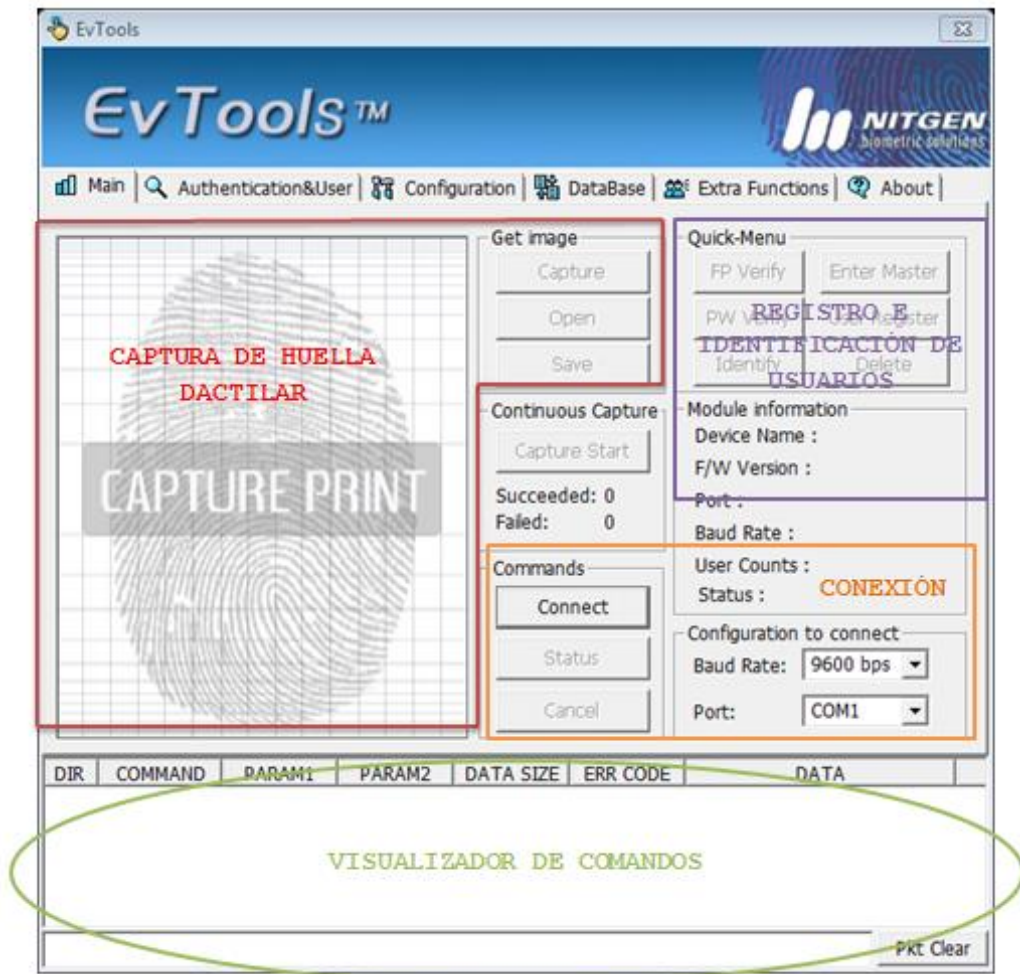 EvTools
EvTools™
NITGEN
biometric solutions
Main
Authentication&User
Configuration
DataBase
Extra Functions
About
CAPTURA DE HUELLA
DACTILAR
CAPTURE PRINT
Get image
Capture
Open
Save
Continuous Capture
Capture Start
Succeeded: 0
Failed: 0
Commands
Connect
Status
Cancel
Quick-Menu
FP Verify
Enter Master
PW Verify
User Register
Identify
Delete
REGISTRO E
IDENTIFICACIÓN DE
USUARIOS
Module information
Device Name :
F/W Version :
Port :
Baud Rate :
User Counts :
Status :
CONEXIÓN
Configuration to connect
Baud Rate: 9600 bps
Port: COM1
DIR COMMAND PARAM1 PARAM2 DATA SIZE ERR CODE DATA
VISUALIZADOR DE COMANDOS
Pkt Clear